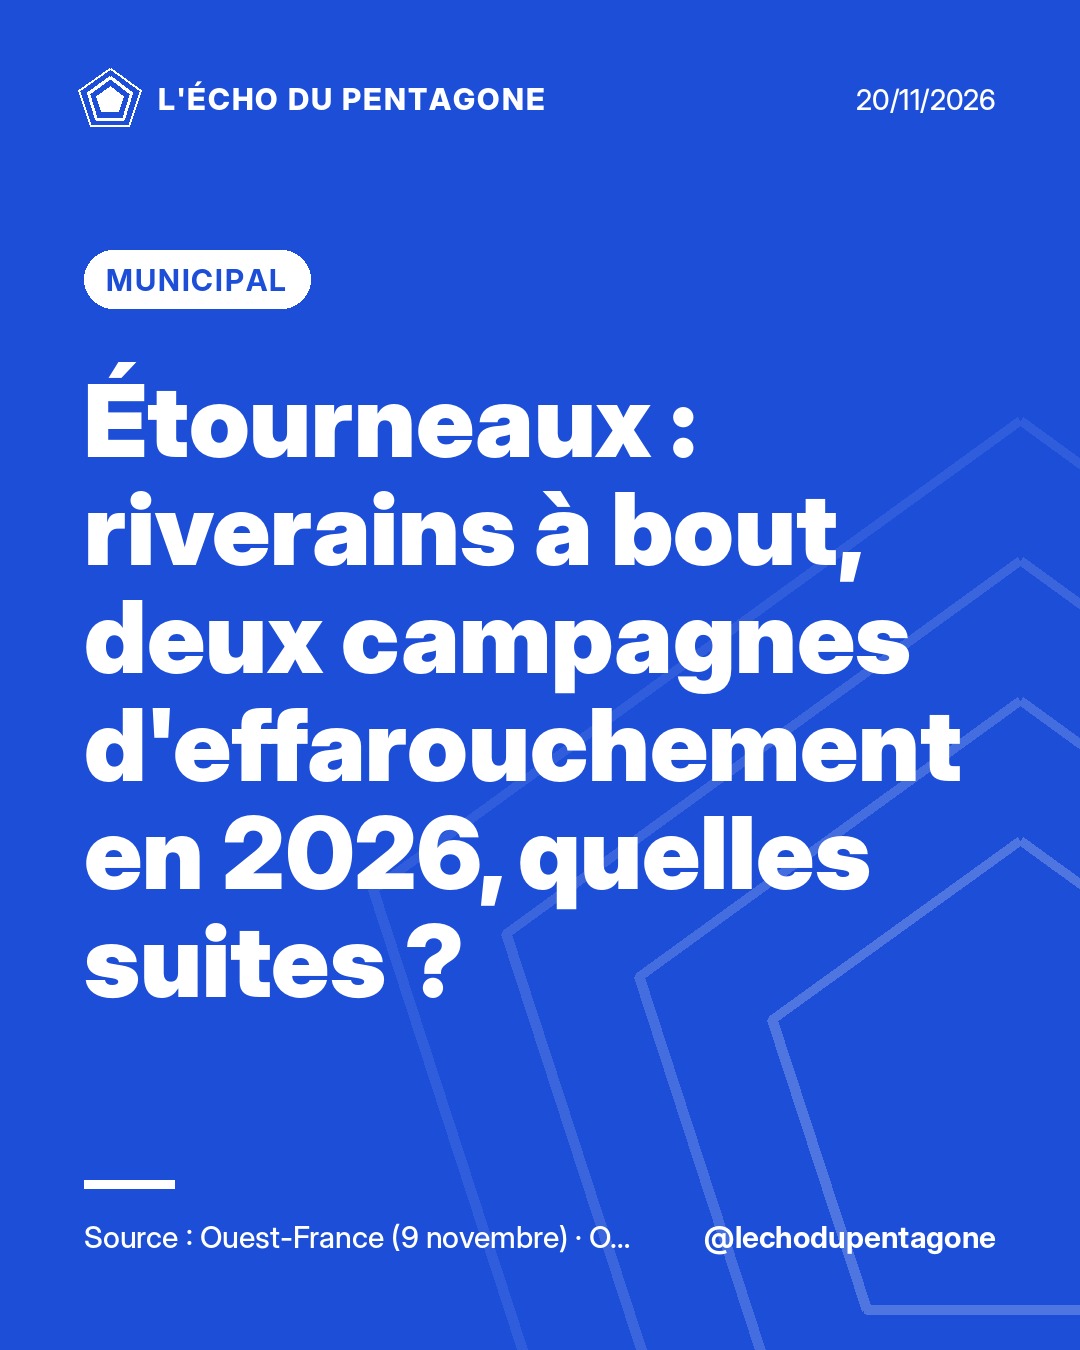 L'ÉCHO DU PENTAGONE
20/11/2026
MUNICIPAL
Étourneaux :
riverains à bout,
deux campagnes
d'effarouchement
en 2026, quelles
suites ?
Source : Ouest-France (9 novembre) · O...
@lechodupentagone